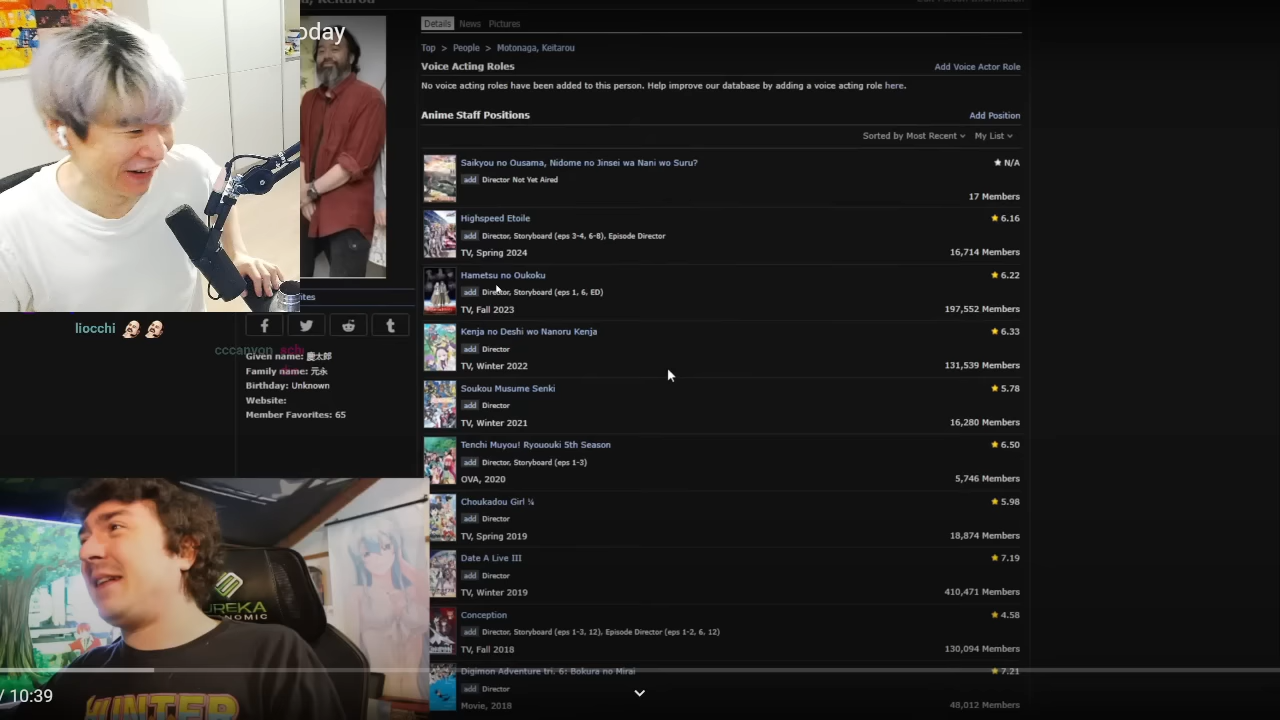 oday
Details News Pictures
Top > People > Motonaga, Keitarou
Voice Acting Roles
Add Voice Actor Role
No voice acting roles have been added to this person. Help improve our database by adding a voice acting role here.
Anime Staff Positions
Add Position
Sorted by Most Recent My List
Saikyou no Ousama, Nidome no Jinsei wa Nani wo Suru?
N/A
add Director Not Yet Aired
17 Members
Highspeed Etoile
6.16
add Director, Storyboard (eps 3-4, 6-8), Episode Director
TV, Spring 2024
16,714 Members
Hametsu no Oukoku
6.22
add Director, Storyboard (eps 1, 6, ED)
TV, Fall 2023
197,552 Members
Kenja no Deshi wo Nanoru Kenja
6.33
add Director
TV, Winter 2022
131,539 Members
Soukou Musume Senki
5.78
add Director
TV, Winter 2021
16,280 Members
Tenchi Muyou! Ryououki 5th Season
6.50
add Director, Storyboard (eps 1-3)
OVA, 2020
5,746 Members
Choukadou Girl ⅙
5.98
add Director
TV, Spring 2019
18,874 Members
Date A Live III
7.19
add Director
TV, Winter 2019
410,471 Members
Conception
4.58
add Director, Storyboard (eps 1-3, 12), Episode Director (eps 1-2, 6, 12)
TV, Fall 2018
130,094 Members
Digimon Adventure tri. 6: Bokura no Mirai
7.21
add Director
Movie, 2018
48,012 Members
liocchi
cccanyon
Given name: 慶太郎
Family name: 元永
Birthday: Unknown
Website:
Member Favorites: 65
UREKA
NOMIC
HUNTER
/ 10:39